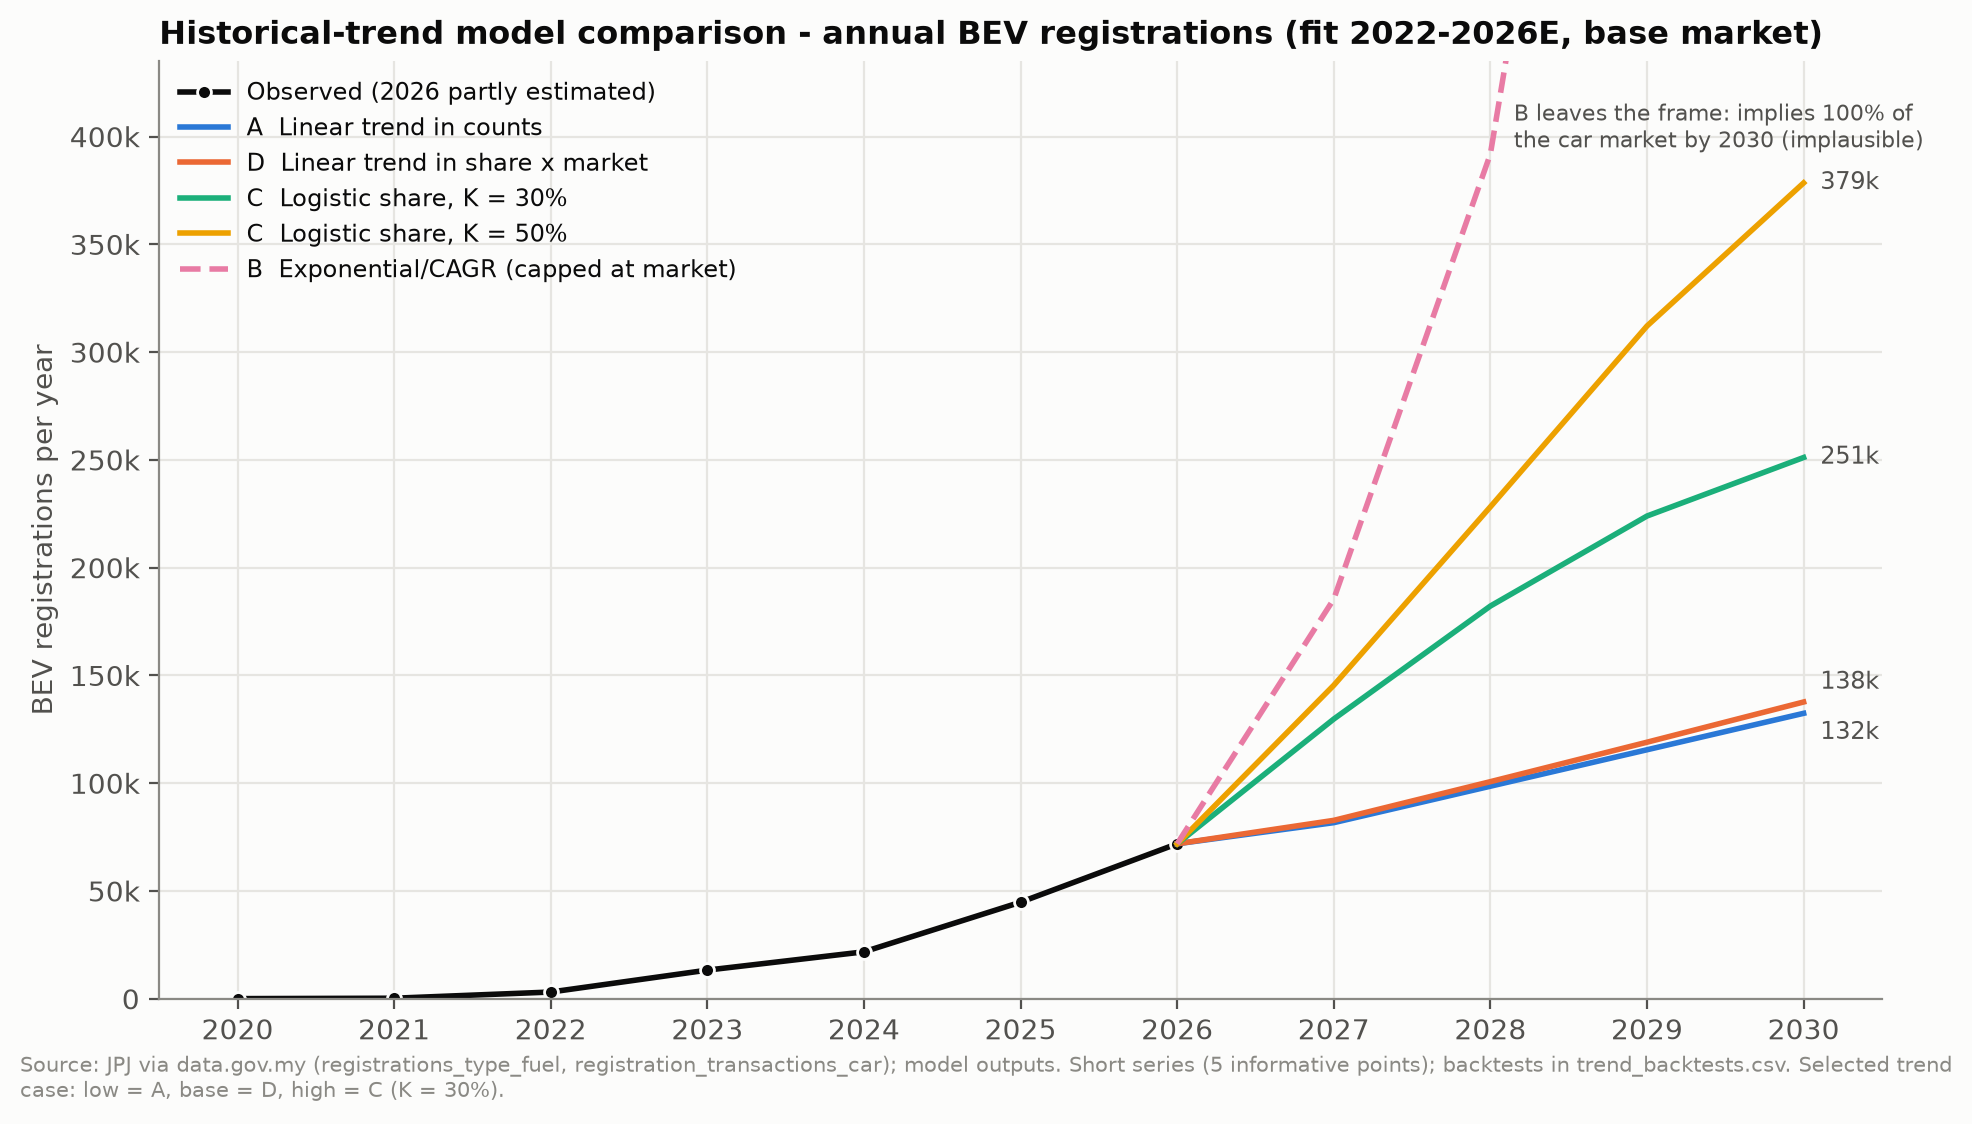 Historical-trend model comparison - annual BEV registrations (fit 2022-2026E, base market)
Observed (2026 partly estimated)
A  Linear trend in counts
D  Linear trend in share x market
C  Logistic share, K = 30%
C  Logistic share, K = 50%
B  Exponential/CAGR (capped at market)
B leaves the frame: implies 100% of
the car market by 2030 (implausible)
379k
251k
138k
132k
BEV registrations per year
400k
350k
300k
250k
200k
150k
100k
50k
0
2020 2021 2022 2023 2024 2025 2026 2027 2028 2029 2030
Source: JPJ via data.gov.my (registrations_type_fuel, registration_transactions_car); model outputs. Short series (5 informative points); backtests in trend_backtests.csv. Selected trend
case: low = A, base = D, high = C (K = 30%).